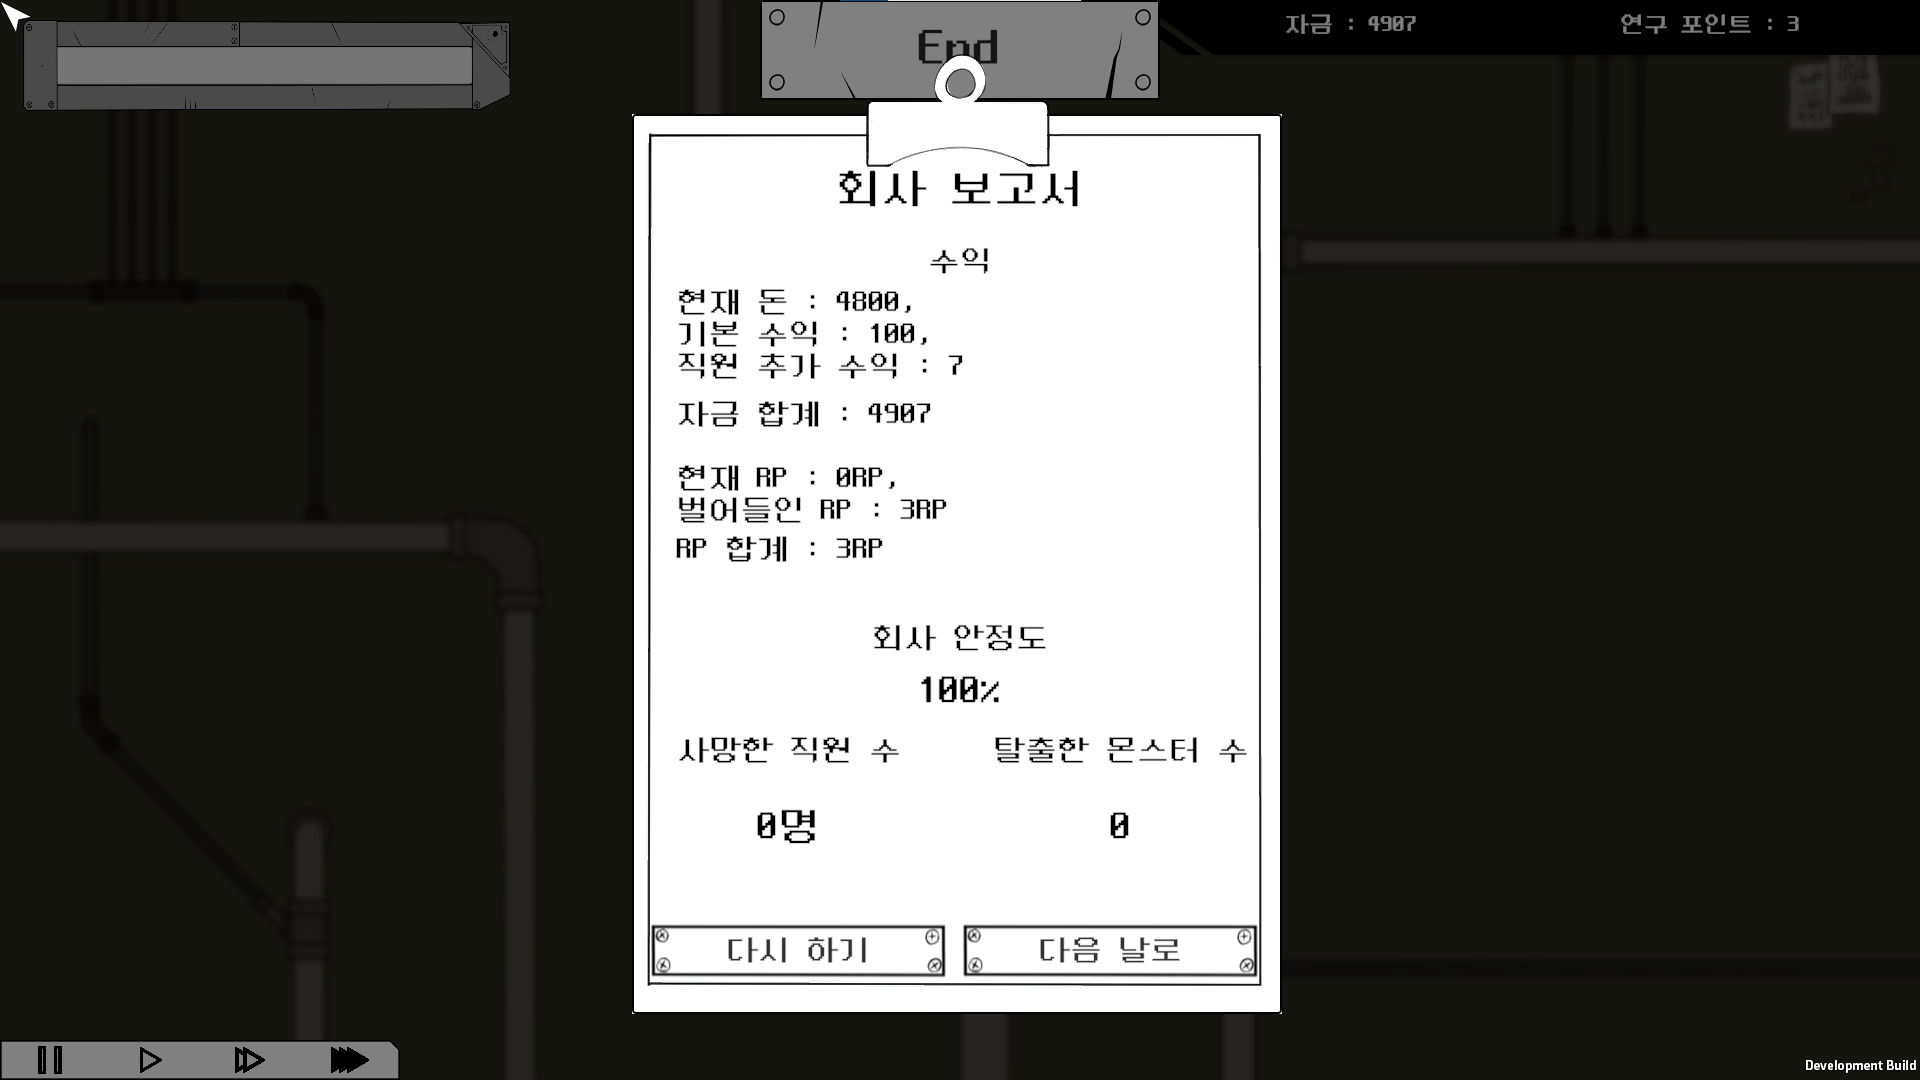 End
자금 : 4907
연구 포인트 : 3
회사 보고서
수익
현재 돈 : 4800,
기본 수익 : 100,
직원 추가 수익 : 7
자금 합계 : 4907
현재 RP : 0RP,
벌어들인 RP : 3RP
RP 합계 : 3RP
회사 안정도
100%
사망한 직원 수
탈출한 몬스터 수
0명
0
다시 하기
다음 날로
Development Build